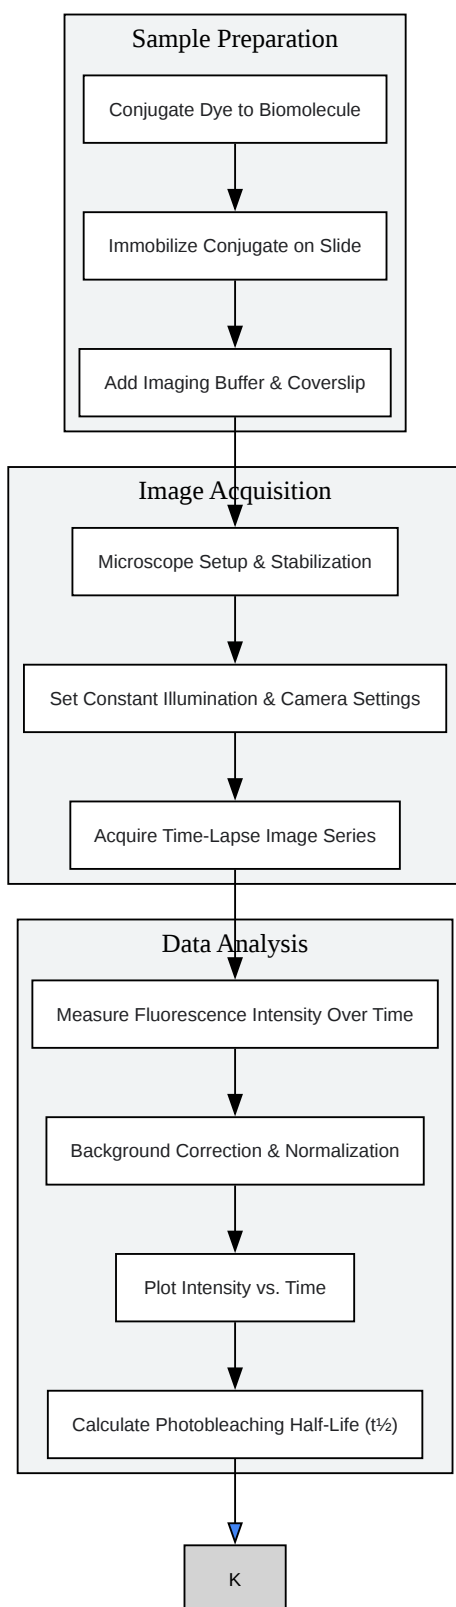 Sample Preparation
Conjugate Dye to Biomolecule
Immobilize Conjugate on Slide
Add Imaging Buffer & Coverslip
Image Acquisition
Microscope Setup & Stabilization
Set Constant Illumination & Camera Settings
Acquire Time-Lapse Image Series
Data Analysis
Measure Fluorescence Intensity Over Time
Background Correction & Normalization
Plot Intensity vs. Time
Calculate Photobleaching Half-Life (t½)
K